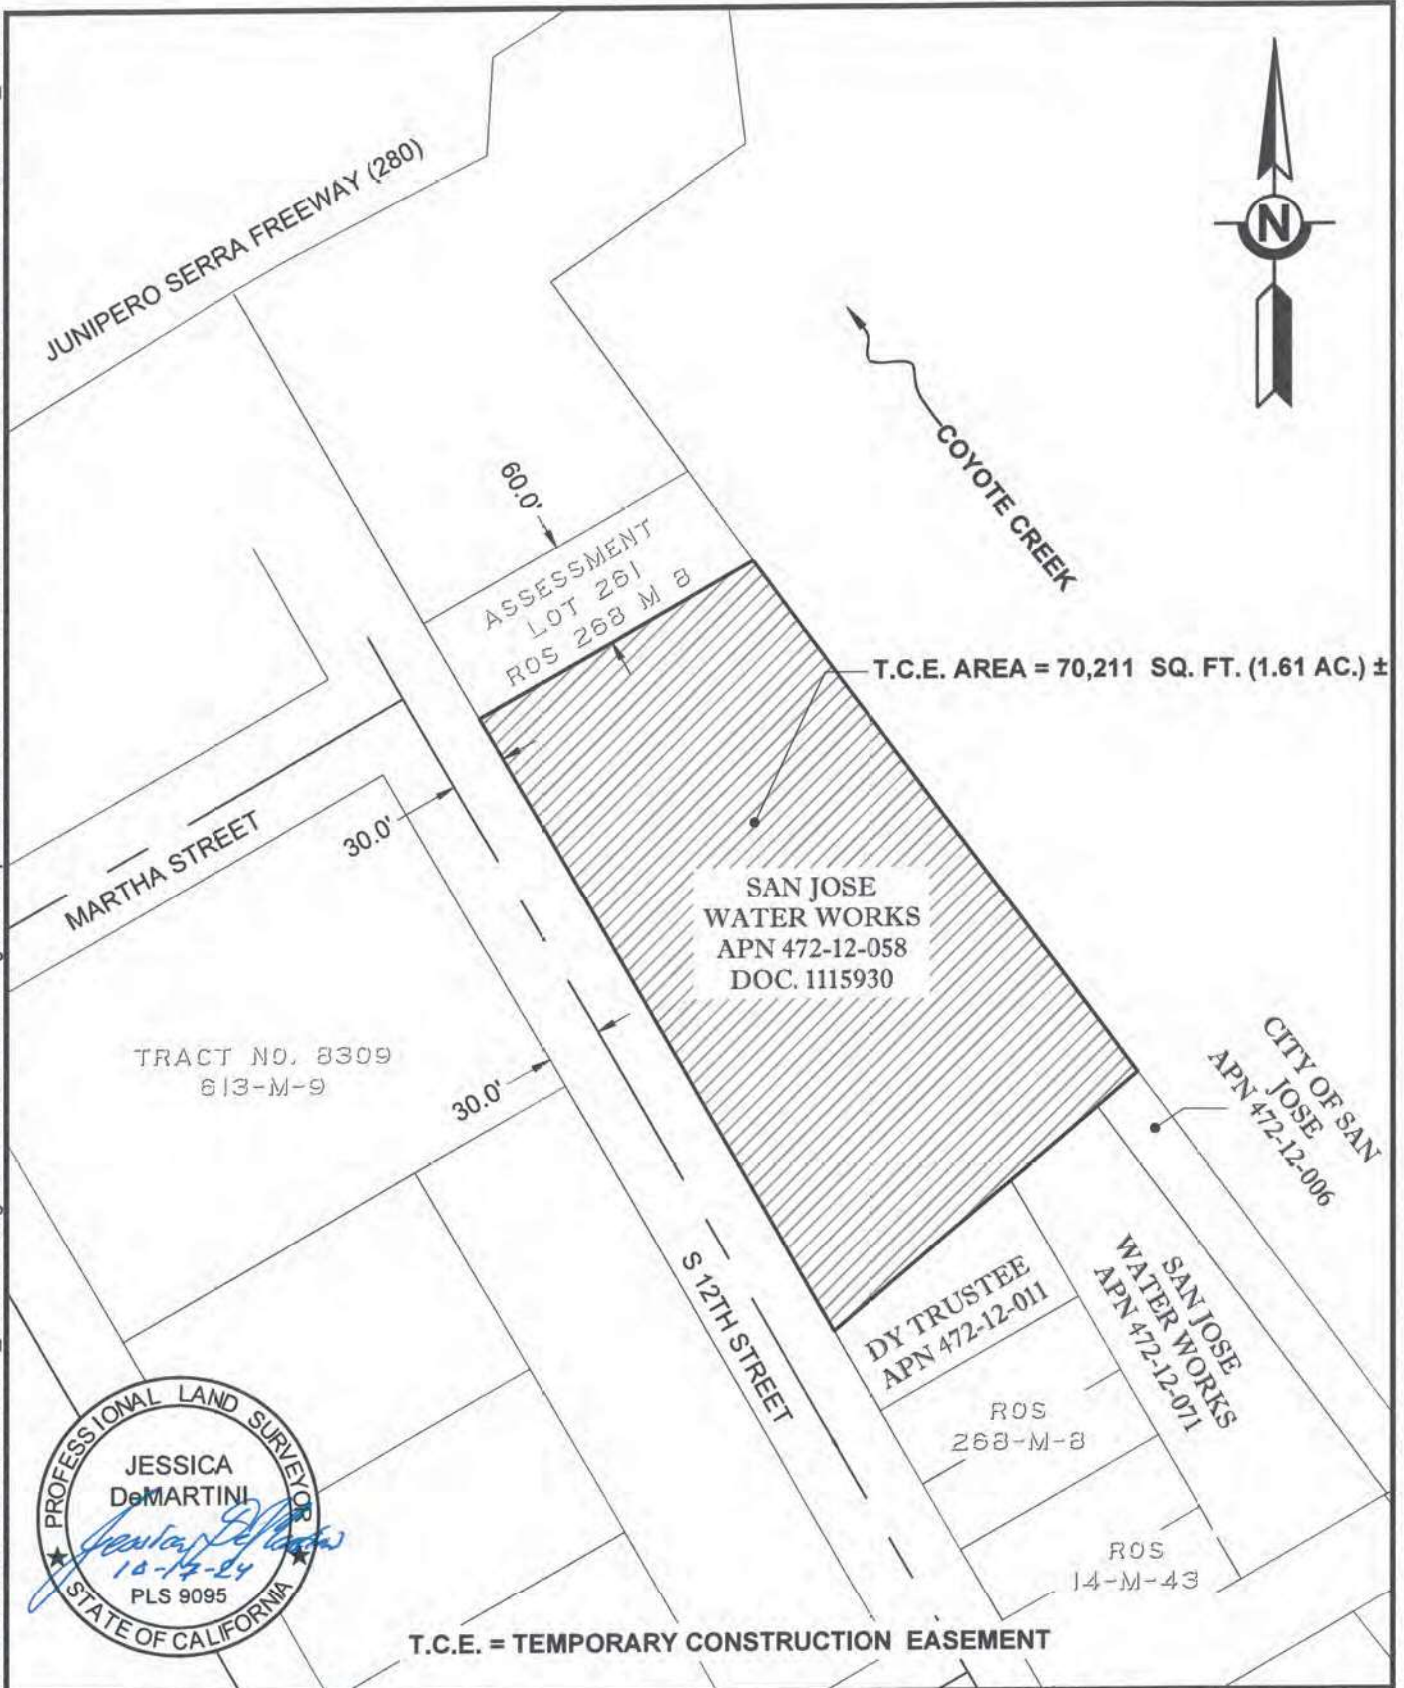 JUNIPERO SERRA FREEWAY (280)
N
COYOTE CREEK
60.0'
ASSESSMENT
LOT 261
ROS 268 M 8
T.C.E. AREA = 70,211 SQ. FT. (1.61 AC.) ±
MARTHA STREET
30.0'
SAN JOSE
WATER WORKS
APN 472-12-058
DOC. 1115930
TRACT NO. 8309
613-M-9
30.0'
CITY OF SAN
JOSE
APN 472-12-006
S 12TH STREET
DY TRUSTEE
APN 472-12-011
SAN JOSE
WATER WORKS
APN 472-12-071
ROS
268-M-8
ROS
14-M-43
PROFESSIONAL LAND SURVEYOR
JESSICA
DeMARTINI
10-17-24
PLS 9095
STATE OF CALIFORNIA
T.C.E. = TEMPORARY CONSTRUCTION EASEMENT